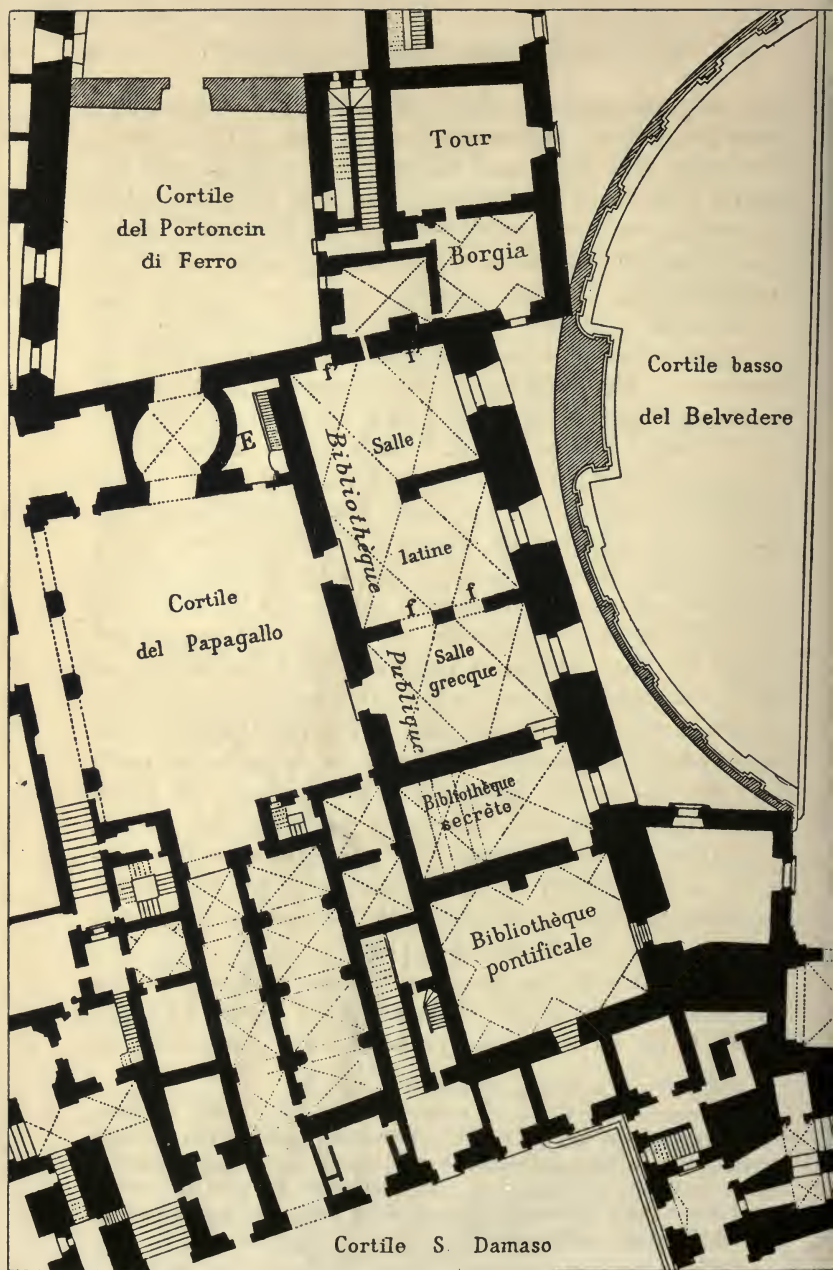 Tour
Cortile
del Portoncin
di Ferro
Borgia
Cortile basso
del Belvedere
f'
f'
E
Salle
Bibliothèque
latine
Cortile
del Papagallo
f
f
Salle
grecque
Publique
Bibliothèque
secrète
Bibliothèque
pontificale
Cortile S. Damaso